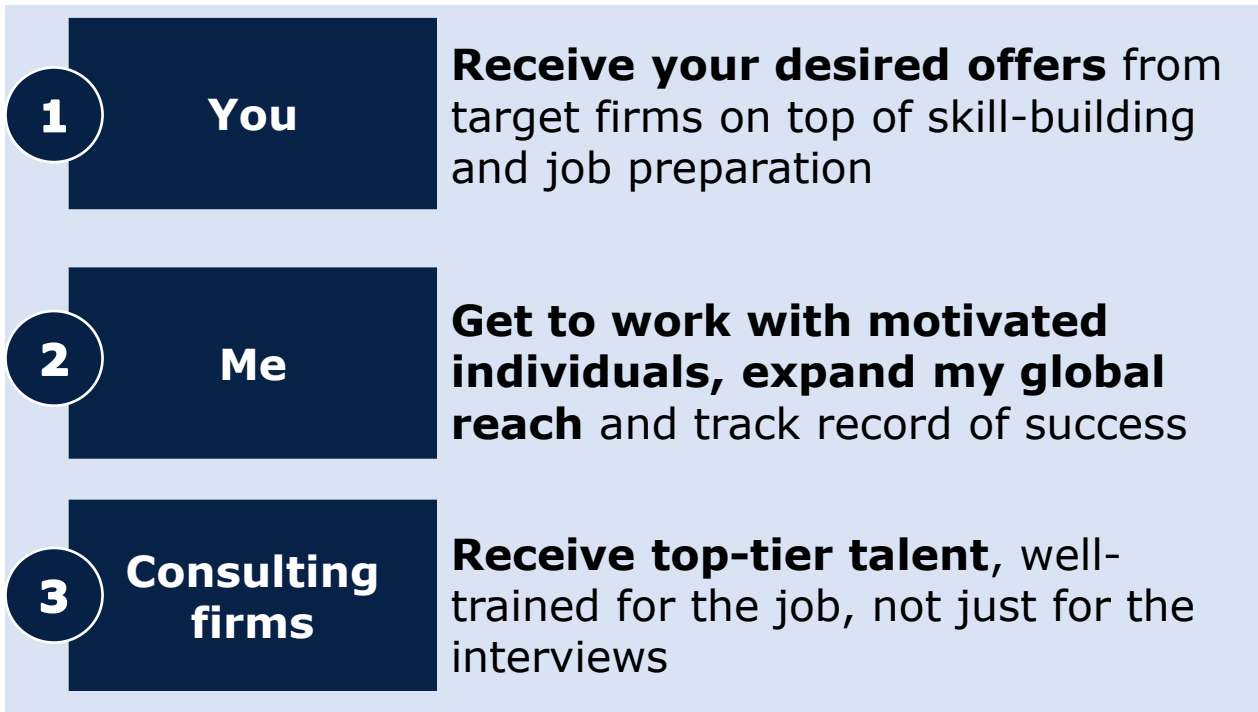 1
You
Receive your desired offers from
target firms on top of skill-building
and job preparation
2
Me
Get to work with motivated
individuals, expand my global
reach and track record of success
3
Consulting
firms
Receive top-tier talent, well-
trained for the job, not just for the
interviews